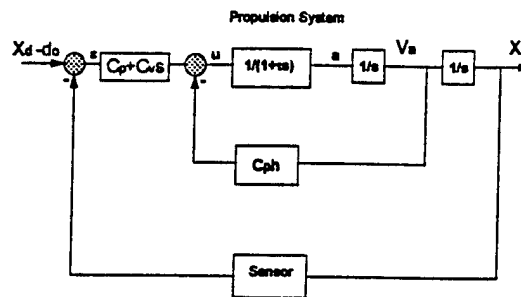 Propulsion System
Xd -do
ε
Cp+CvS
u
1/(1+τs)
a
1/s
Va
1/s
X
-
-
Cph
Sensor